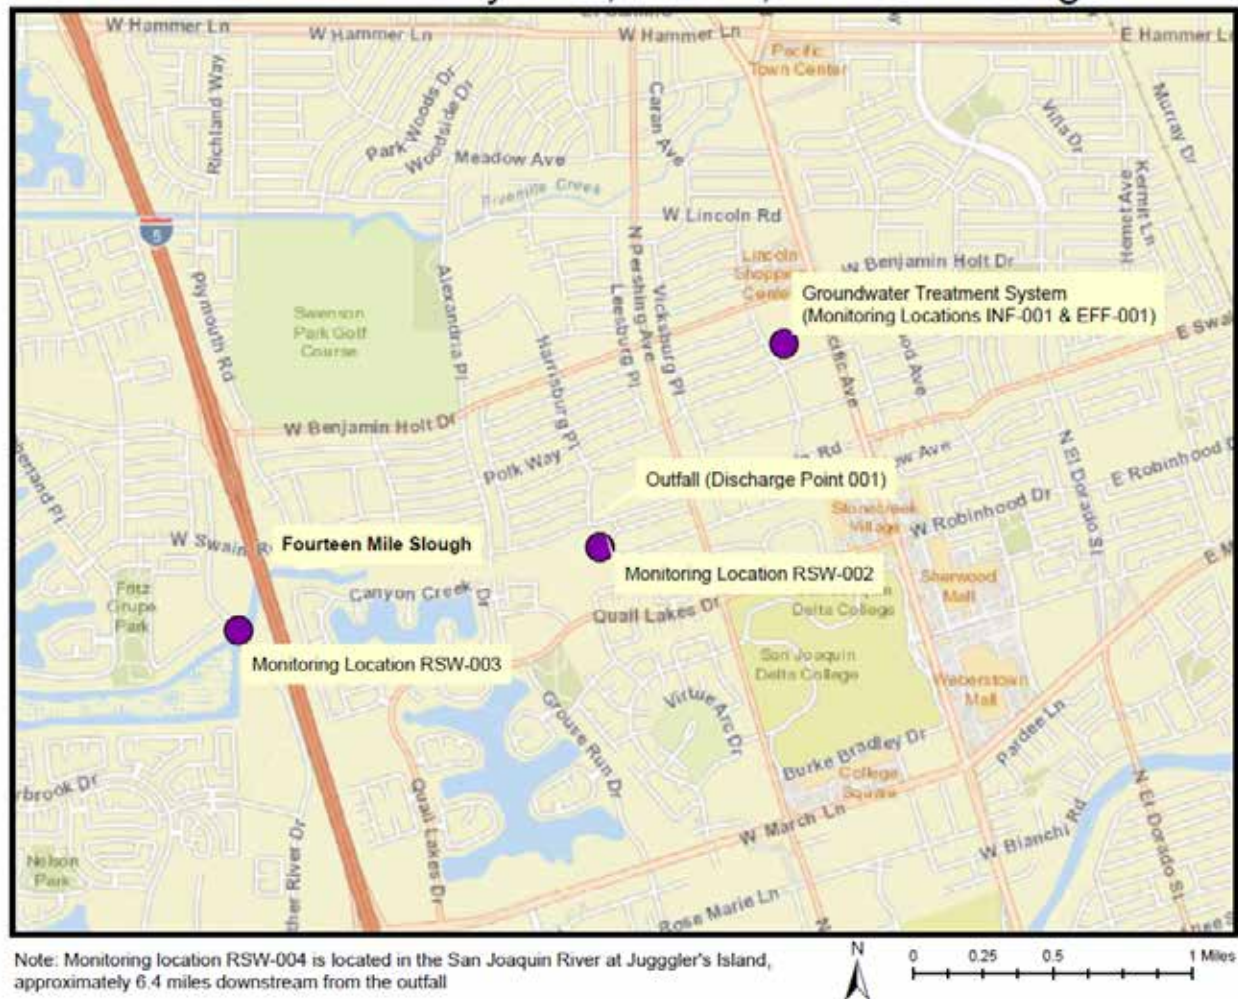 W Hammer Ln
W Hammer Ln
W Hammer Ln
E Hammer Ln
Pacific
Town Center
Richland Way
Park Woods Dr
Woodside Dr
Caran Ave
Villa Dr
Murray Dr
Meadow Ave
Kermit Ln
W Lincoln Rd
5
N Pershing Ave
Lincoln
W Benjamin Holt Dr
Groundwater Treatment System
(Monitoring Locations INF-001 & EFF-001)
Plymouth Rd
Alexandria Pl
Leesburg Pl
Vicksburg Pl
Swenson
Park Golf
Course
Harrisburg Pl
E Swai
cific Ave
W Benjamin Holt Dr
Polk Way
Rd
Outfall (Discharge Point 001)
N El Dorado St
E Robinhood
Stonecreek
Village
W Robinhood Dr
W Swain R
Fourteen Mile Slough
Monitoring Location RSW-002
Sherwood
Mall
Fritz
Grupe
Park
Canyon Creek Dr
Quail Lakes Dr
Delta College
Monitoring Location RSW-003
San Joaquin
Delta College
Weberstown
Mall
Grouse Run Dr
Virtue Arc Dr
Pardee Ln
Burke Bradley Dr
College
Square
rbrook Dr
Quail Lakes Dr
W March Ln
W Bianchi Rd
N El Dorado St
Nelson
Park
ther River Dr
Rose Marie Ln
Note: Monitoring location RSW-004 is located in the San Joaquin River at Jugggler's Island,
approximately 6.4 miles downstream from the outfall
N
0 0.25 0.5 1 Miles